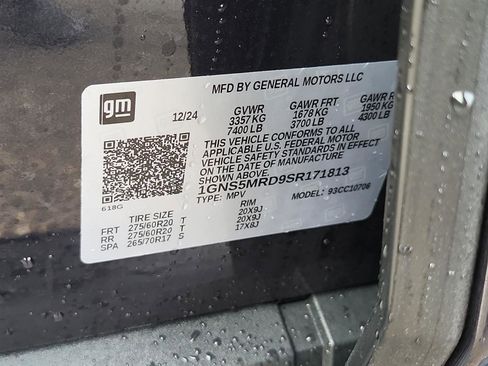 MFD BY GENERAL MOTORS LLC
gm
12/24 GVWR GAWR FRT GAWR R
3357 KG 1678 KG 1950 KG
7400 LB 3700 LB 4300 LB
THIS VEHICLE CONFORMS TO ALL
APPLICABLE U.S. FEDERAL MOTOR
VEHICLE SAFETY STANDARDS
IN EFFECT ON THE DATE OF MANUFACTURE
SHOWN ABOVE.
1GNS5MRD9SR171813
618G TYPE: MPV MODEL: 93CC10706
TIRE SIZE RIM
FRT 275/60R20 T 20X9J
RR 275/60R20 T 20X9J
SPA 265/70R17 S 17X8J